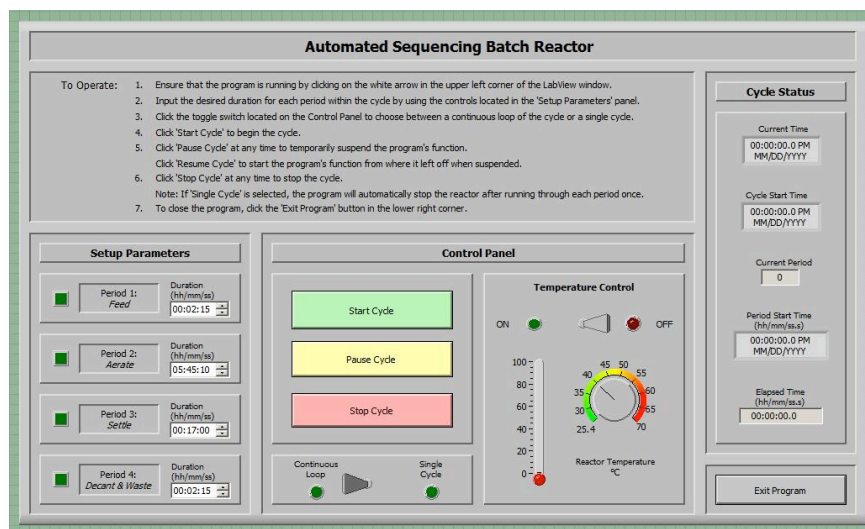 Automated Sequencing Batch Reactor
To Operate:
1. Ensure that the program is running by clicking on the white arrow in the upper left corner of the LabView window.
2. Input the desired duration for each period within the cycle by using the controls located in the 'Setup Parameters' panel.
3. Click the toggle switch located on the Control Panel to choose between a continuous loop of the cycle or a single cycle.
4. Click 'Start Cycle' to begin the cycle.
5. Click 'Pause Cycle' at any time to temporarily suspend the program's function.
Click 'Resume Cycle' to start the program's function from where it left off when suspended.
6. Click 'Stop Cycle' at any time to stop the cycle.
Note: If 'Single Cycle' is selected, the program will automatically stop the reactor after running through each period once.
7. To close the program, click the 'Exit Program' button in the lower right corner.
Setup Parameters
Period 1:
Feed
Duration
(hh/mm/ss)
00:02:15
Period 2:
Aerate
Duration
(hh/mm/ss)
05:45:10
Period 3:
Settle
Duration
(hh/mm/ss)
00:17:00
Period 4:
Decant & Waste
Duration
(hh/mm/ss)
00:02:15
Control Panel
Start Cycle
Pause Cycle
Stop Cycle
Continuous
Loop
Single
Cycle
Temperature Control
ON
OFF
100
80
60
40
20
0
25.4
30
35
40
45
50
55
60
65
70
Reactor Temperature
ºC
Cycle Status
Current Time
00:00:00.0 PM
MM/DD/YYYY
Cycle Start Time
00:00:00.0 PM
MM/DD/YYYY
Current Period
0
Period Start Time
(hh/mm/ss.s)
00:00:00.0 PM
MM/DD/YYYY
Elapsed Time
(hh/mm/ss.s)
00:00:00.0
Exit Program